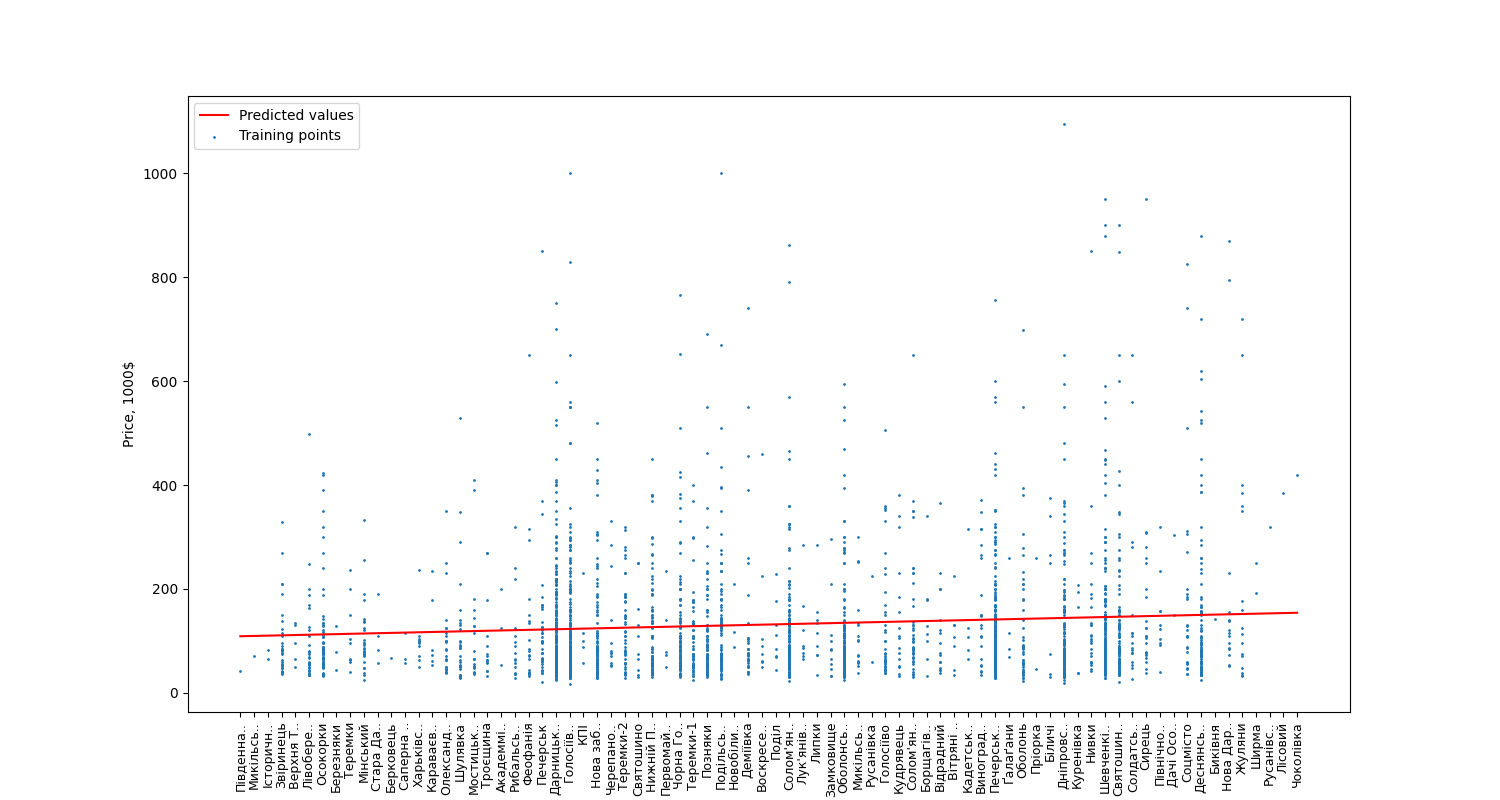 Predicted values
Training points
1000
800
600
400
200
0
Price, 1000$
Південна..
Микільсь..
Історичн..
Звіринець
Верхня Т..
Лівобере..
Осокорки
Березняки
Теремки
Мінський
Стара Да..
Берковець
Саперна ..
Харьківс..
Караваєв..
Олександ..
Шулявка
Мостицьк..
Троєщина
Академмі..
Рибальсь..
Феофанія
Печерськ
Дарницьк..
Голосіїв..
КПІ
Нова заб..
Черепано..
Теремки-2
Святошино
Нижній П..
Первомай..
Чорна Го..
Теремки-1
Позняки
Подільсь..
Новобіли..
Деміївка
Воскресе..
Поділ
Солом'ян..
Лук'янів..
Липки
Замковище
Оболонсь..
Микільсь..
Русанівка
Голосіїво
Кудрявець
Солом'ян..
Борщагів..
Відрадний
Вітряні ..
Кадетськ..
Виноград..
Печерськ..
Галагани
Оболонь
Пріорка
Біличі
Дніпровс..
Куренівка
Нивки
Шевченкі..
Святошин..
Солдатсь..
Сирець
Північно..
Дачі Осо..
Соцмісто
Деснянсь..
Биківня
Нова Дар..
Жуляни
Ширма
Русанівс..
Лісовий
Чоколівка